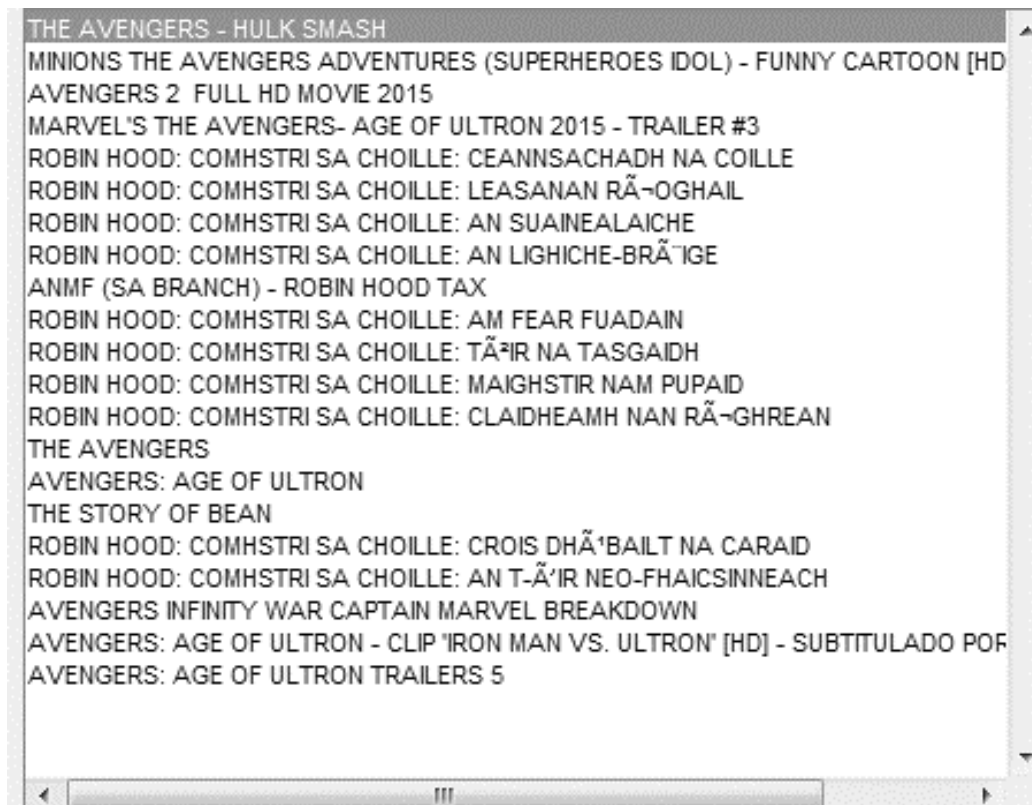 THE AVENGERS - HULK SMASH
MINIONS THE AVENGERS ADVENTURES (SUPERHEROES IDOL) - FUNNY CARTOON [HD
AVENGERS 2  FULL HD MOVIE 2015
MARVEL'S THE AVENGERS- AGE OF ULTRON 2015 - TRAILER #3
ROBIN HOOD: COMHSTRI SA CHOILLE: CEANNSACHADH NA COILLE
ROBIN HOOD: COMHSTRI SA CHOILLE: LEASANAN RÃ¬OGHAIL
ROBIN HOOD: COMHSTRI SA CHOILLE: AN SUAINEALAICHE
ROBIN HOOD: COMHSTRI SA CHOILLE: AN LIGHICHE-BRÃ¨IGE
ANMF (SA BRANCH) - ROBIN HOOD TAX
ROBIN HOOD: COMHSTRI SA CHOILLE: AM FEAR FUADAIN
ROBIN HOOD: COMHSTRI SA CHOILLE: TÃ²IR NA TASGAIDH
ROBIN HOOD: COMHSTRI SA CHOILLE: MAIGHSTIR NAM PUPAID
ROBIN HOOD: COMHSTRI SA CHOILLE: CLAIDHEAMH NAN RÃ¬GHREAN
THE AVENGERS
AVENGERS: AGE OF ULTRON
THE STORY OF BEAN
ROBIN HOOD: COMHSTRI SA CHOILLE: CROIS DHÃ¹BAILT NA CARAID
ROBIN HOOD: COMHSTRI SA CHOILLE: AN T-Ã’IR NEO-FHAICSINNEACH
AVENGERS INFINITY WAR CAPTAIN MARVEL BREAKDOWN
AVENGERS: AGE OF ULTRON - CLIP 'IRON MAN VS. ULTRON' [HD] - SUBTITULADO POR
AVENGERS: AGE OF ULTRON TRAILERS 5